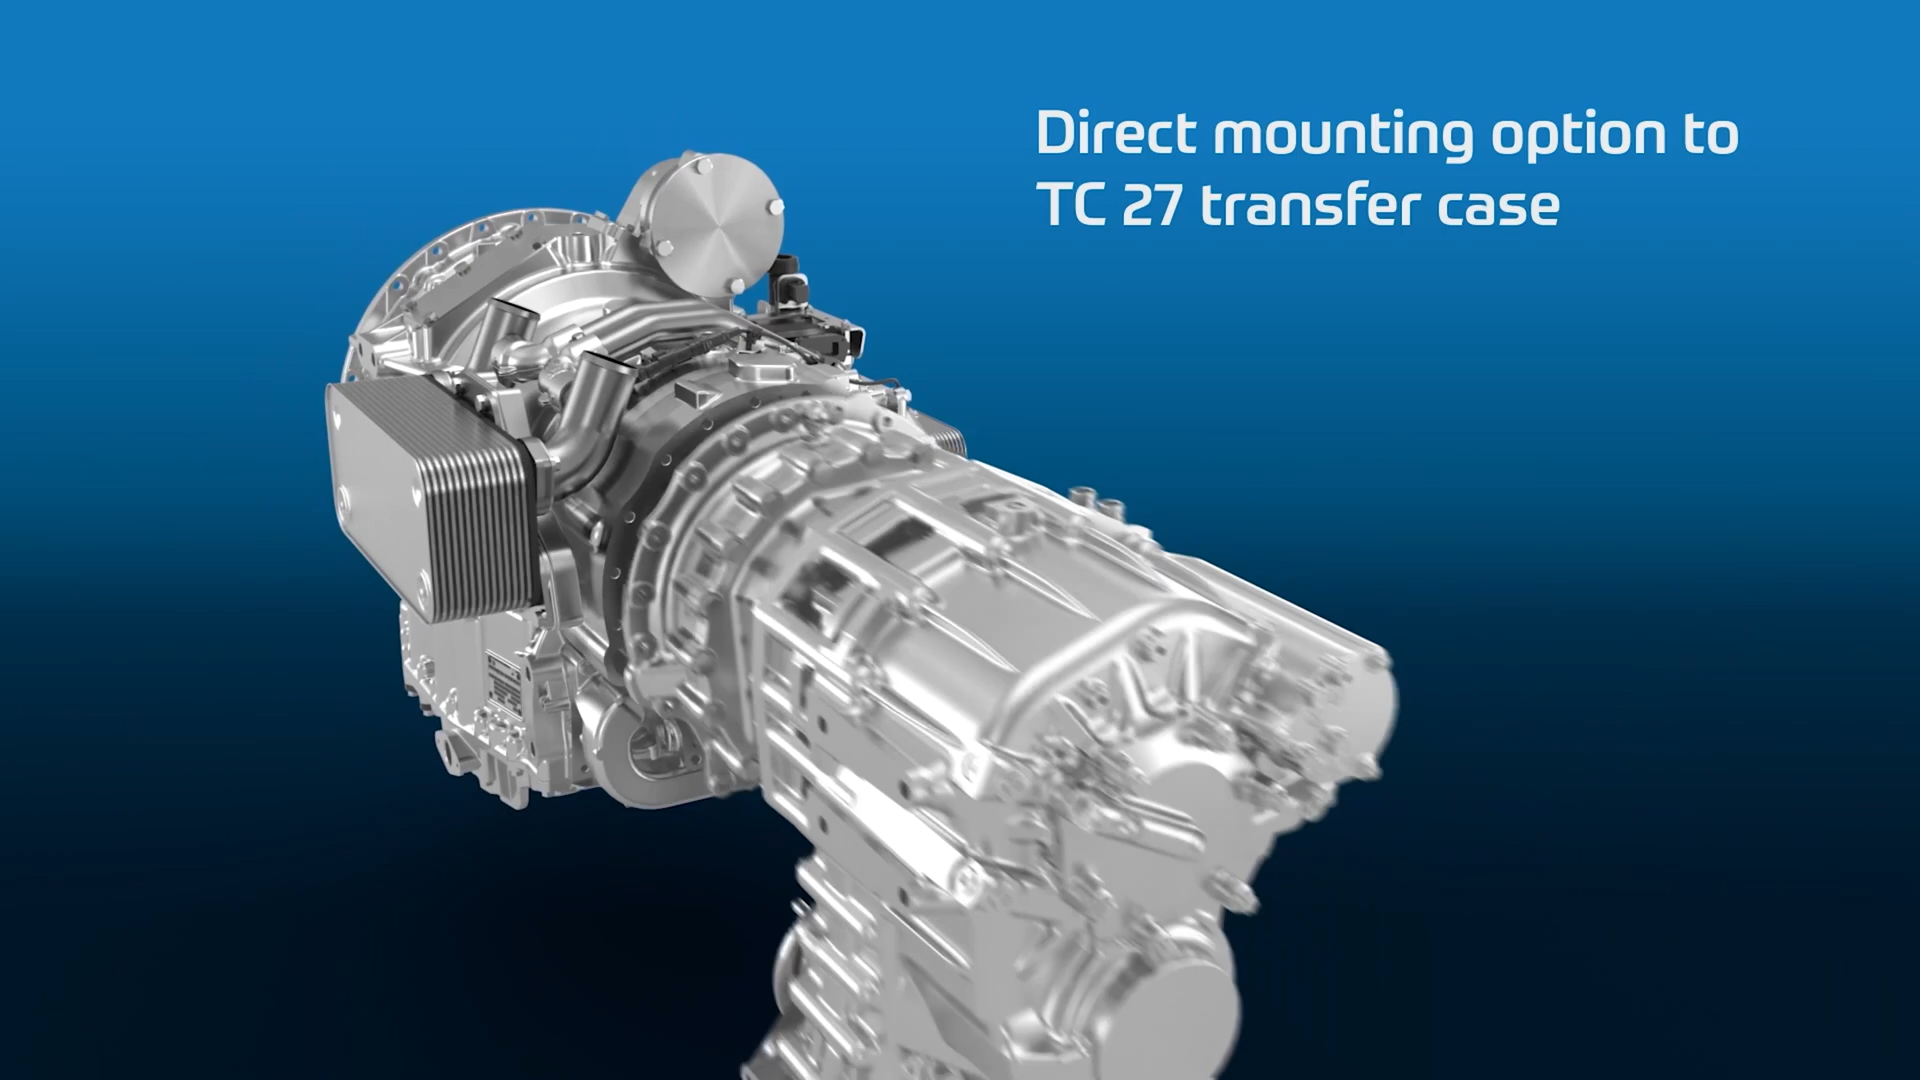 Direct mounting option to
TC 27 transfer case